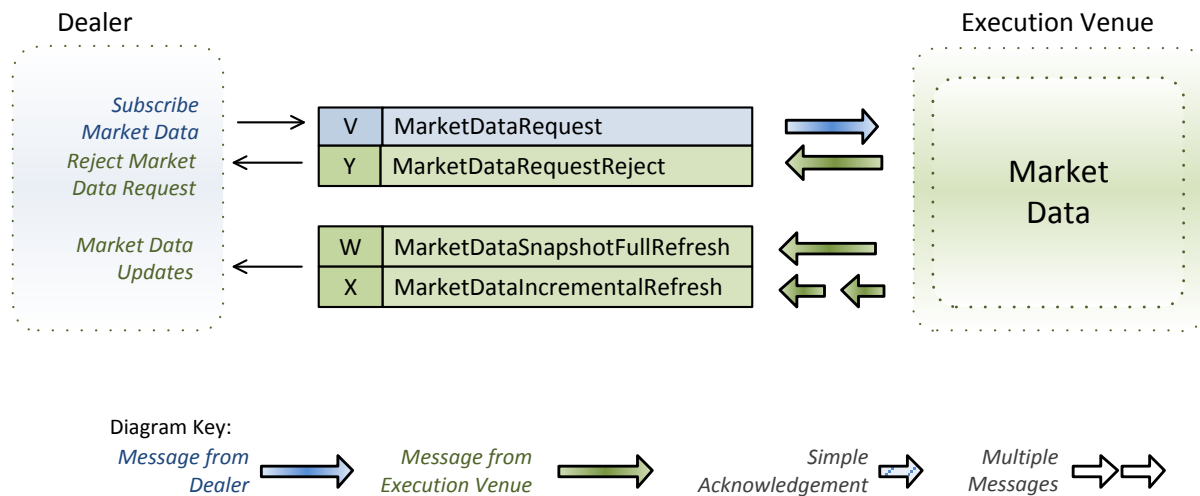 Dealer
Execution Venue
Subscribe
Market Data
V MarketDataRequest
Reject Market
Data Request
Y MarketDataRequestReject
Market
Data
Market Data
Updates
W MarketDataSnapshotFullRefresh
X MarketDataIncrementalRefresh
Diagram Key:
Message from
Dealer
Message from
Execution Venue
Simple
Acknowledgement
Multiple
Messages